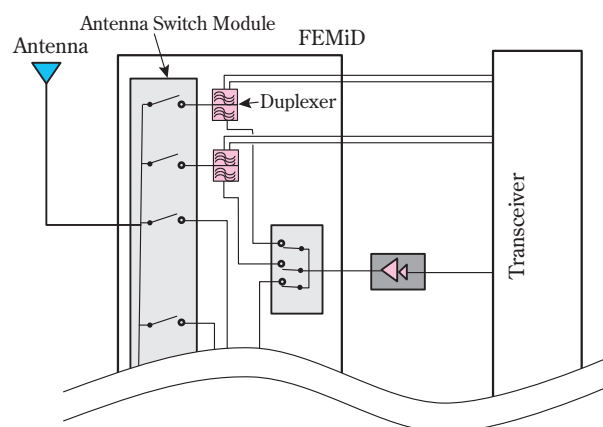 Antenna Switch Module
Antenna
FEMiD
Duplexer
Transceiver